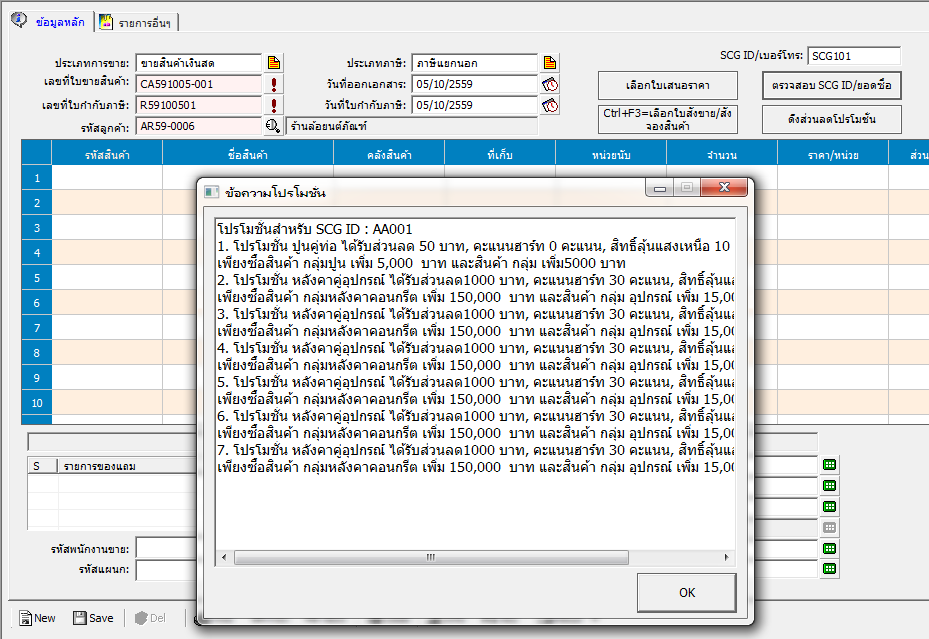 ข้อมูลหลัก รายการอื่นๆ
ประเภทการขาย: ขายสินค้าเงินสด ประเภทภาษี: ภาษีแยกนอก SCG ID/เบอร์โทร: SCG101
เลขที่ใบขายสินค้า: CA591005-001 วันที่ออกเอกสาร: 05/10/2559 เลือกใบเสนอราคา ตรวจสอบ SCG ID/ยอดซื้อ
เลขที่ใบกำกับภาษี: R59100501 วันที่ใบกำกับภาษี: 05/10/2559
รหัสลูกค้า: AR59-0006 ร้านล้อยนต์ภัณฑ์ Ctrl+F3=เลือกใบสั่งขาย/สั่งจองสินค้า ดึงส่วนลดโปรโมชั่น
รหัสสินค้า ชื่อสินค้า คลังสินค้า ที่เก็บ หน่วยนับ จำนวน ราคา/หน่วย ส่วน
1
2
3
4
5
6
7
8
9
10
ข้อความโปรโมชั่น
โปรโมชั่นสำหรับ SCG ID : AA001
1. โปรโมชั่น ปูนคู่ท่อ ได้รับส่วนลด 50 บาท, คะแนนฮาร์ท 0 คะแนน, สิทธิ์ลุ้นแสงเหนือ 10
เพียงซื้อสินค้า กลุ่มปูน เพิ่ม 5,000 บาท และสินค้า กลุ่ม เพิ่ม5000 บาท
2. โปรโมชั่น หลังคาคู่อุปกรณ์ ได้รับส่วนลด1000 บาท, คะแนนฮาร์ท 30 คะแนน, สิทธิ์ลุ้นแส
เพียงซื้อสินค้า กลุ่มหลังคาคอนกรีต เพิ่ม 150,000 บาท และสินค้า กลุ่ม อุปกรณ์ เพิ่ม 15,00
3. โปรโมชั่น หลังคาคู่อุปกรณ์ ได้รับส่วนลด1000 บาท, คะแนนฮาร์ท 30 คะแนน, สิทธิ์ลุ้นแส
เพียงซื้อสินค้า กลุ่มหลังคาคอนกรีต เพิ่ม 150,000 บาท และสินค้า กลุ่ม อุปกรณ์ เพิ่ม 15,00
4. โปรโมชั่น หลังคาคู่อุปกรณ์ ได้รับส่วนลด1000 บาท, คะแนนฮาร์ท 30 คะแนน, สิทธิ์ลุ้นแส
เพียงซื้อสินค้า กลุ่มหลังคาคอนกรีต เพิ่ม 150,000 บาท และสินค้า กลุ่ม อุปกรณ์ เพิ่ม 15,00
5. โปรโมชั่น หลังคาคู่อุปกรณ์ ได้รับส่วนลด1000 บาท, คะแนนฮาร์ท 30 คะแนน, สิทธิ์ลุ้นแส
เพียงซื้อสินค้า กลุ่มหลังคาคอนกรีต เพิ่ม 150,000 บาท และสินค้า กลุ่ม อุปกรณ์ เพิ่ม 15,00
6. โปรโมชั่น หลังคาคู่อุปกรณ์ ได้รับส่วนลด1000 บาท, คะแนนฮาร์ท 30 คะแนน, สิทธิ์ลุ้นแส
เพียงซื้อสินค้า กลุ่มหลังคาคอนกรีต เพิ่ม 150,000 บาท และสินค้า กลุ่ม อุปกรณ์ เพิ่ม 15,00
7. โปรโมชั่น หลังคาคู่อุปกรณ์ ได้รับส่วนลด1000 บาท, คะแนนฮาร์ท 30 คะแนน, สิทธิ์ลุ้นแส
เพียงซื้อสินค้า กลุ่มหลังคาคอนกรีต เพิ่ม 150,000 บาท และสินค้า กลุ่ม อุปกรณ์ เพิ่ม 15,00
OK
S รายการของแถม
รหัสพนักงานขาย:
รหัสแผนก:
New Save Del